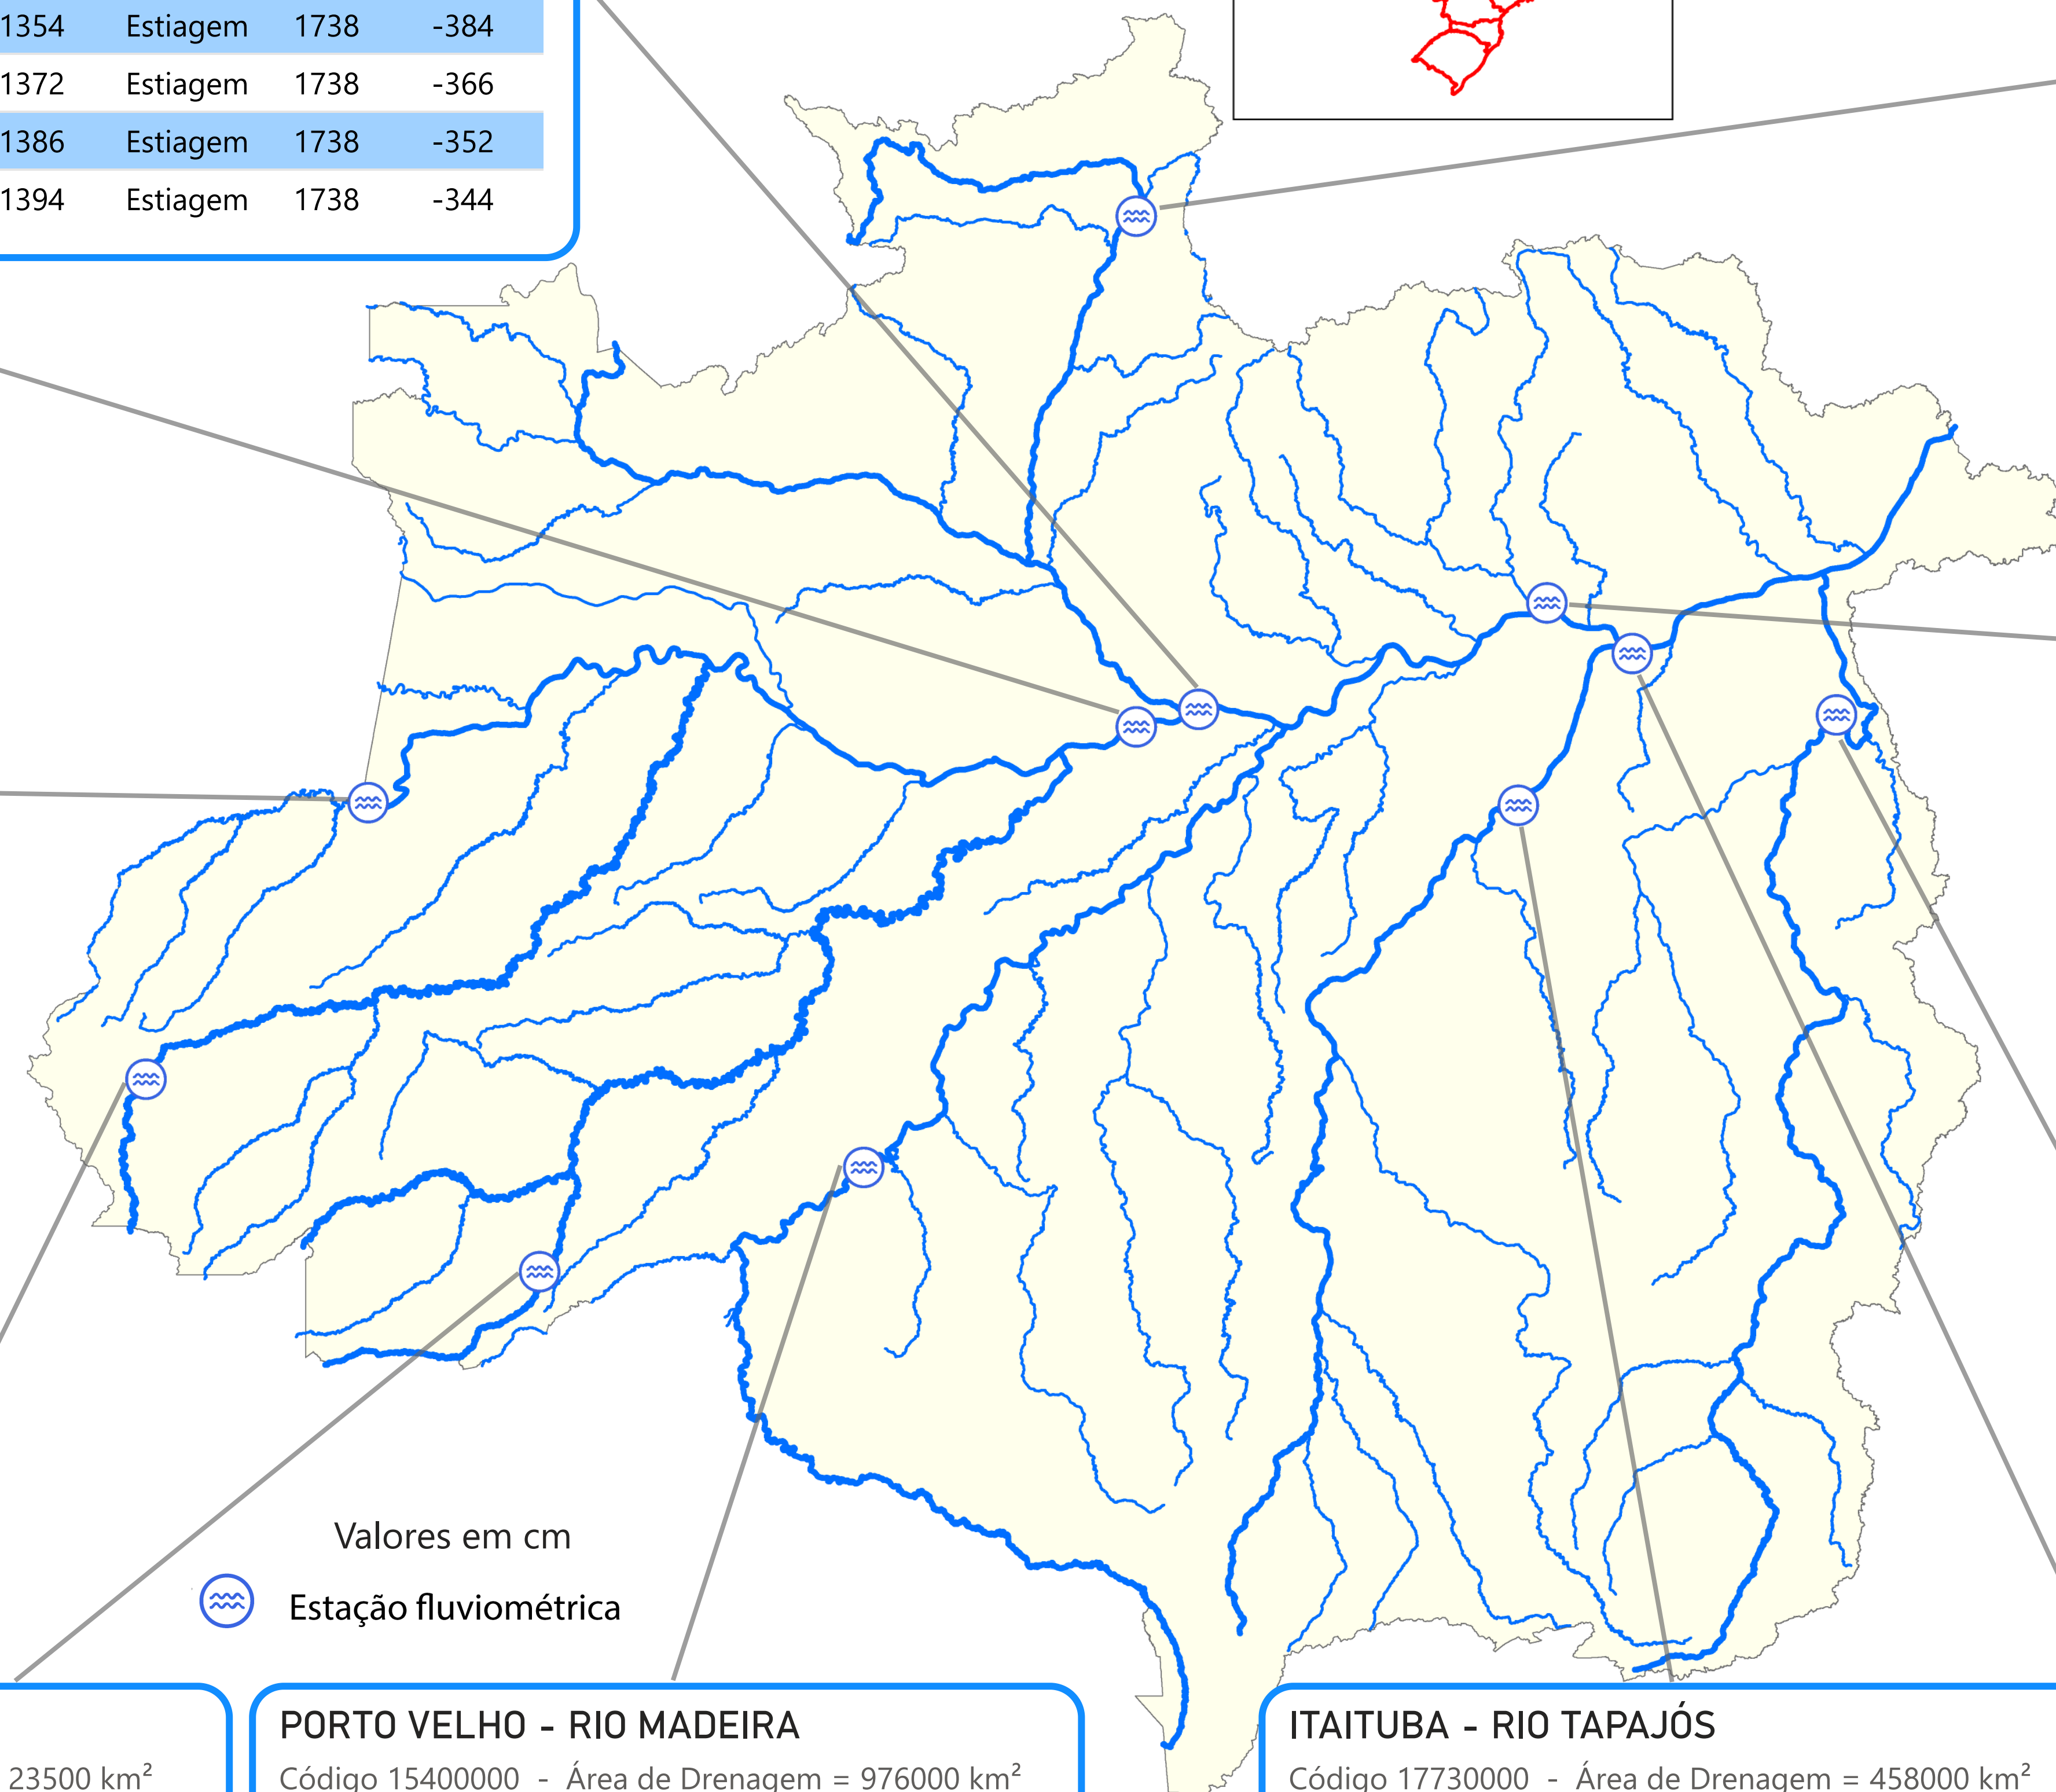 1354 Estiagem 1738 -384
1372 Estiagem 1738 -366
1386 Estiagem 1738 -352
1394 Estiagem 1738 -344
Valores em cm
Estação fluviométrica
23500 km²
PORTO VELHO - RIO MADEIRA
Código 15400000 - Área de Drenagem = 976000 km²
ITAITUBA - RIO TAPAJÓS
Código 17730000 - Área de Drenagem = 458000 km²